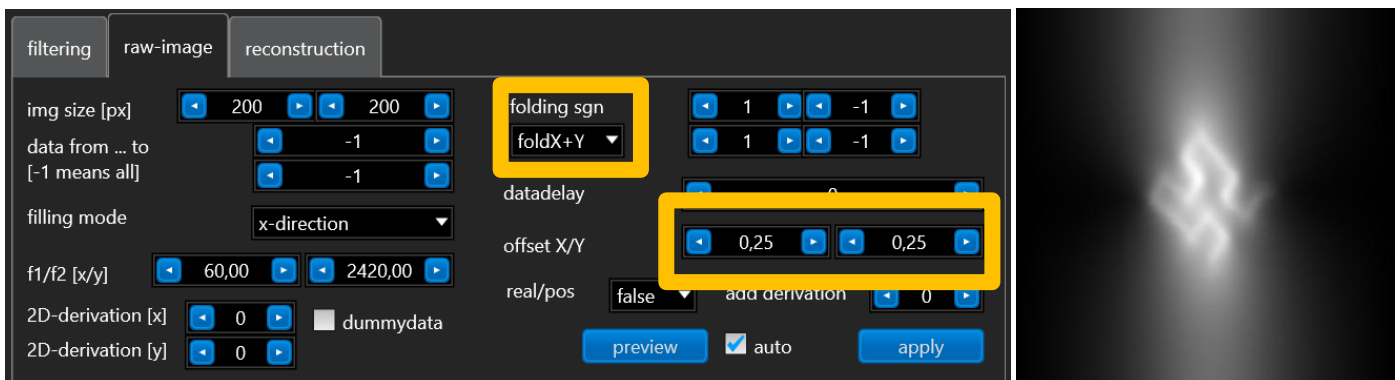 filtering raw-image reconstruction
img size [px] 200 200
data from ... to -1
[-1 means all] -1
filling mode x-direction
f1/f2 [x/y] 60,00 2420,00
2D-derivation [x] 0 dummydata
2D-derivation [y] 0
folding sgn 1 -1
foldX+Y 1 -1
datadelay
offset X/Y 0,25 0,25
real/pos false add derivation 0
preview auto apply